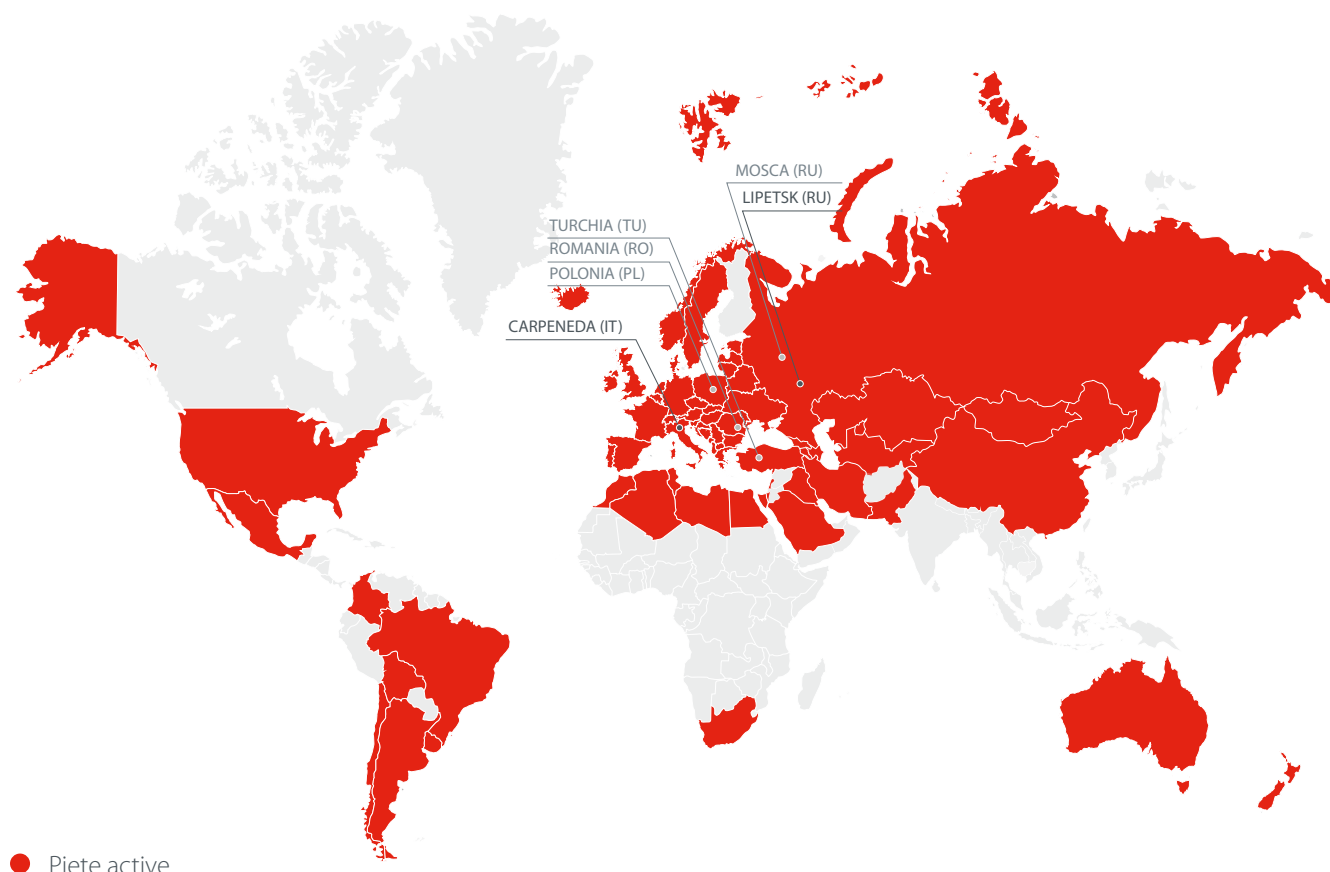 MOSCA (RU)
LIPETSK (RU)
TURCHIA (TU)
ROMANIA (RO)
POLONIA (PL)
CARPENEDA (IT)
Piete active